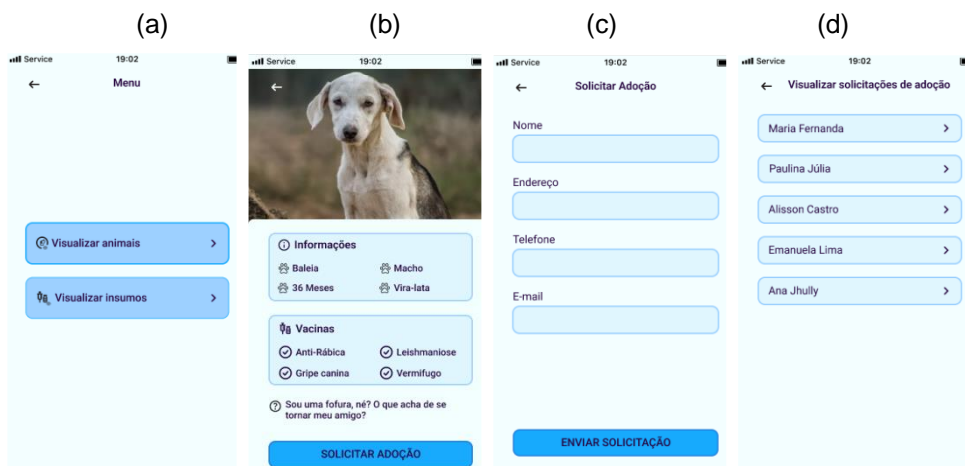 (a)
(b)
(c)
(d)
Service 19:02
Menu
Visualizar animais
Visualizar insumos
Service 19:02
Informações
Baleia
Macho
36 Meses
Vira-lata
Vacinas
Anti-Rábica
Leishmaniose
Gripe canina
Vermifugo
Sou uma fofura, né? O que acha de se
tornar meu amigo?
SOLICITAR ADOÇÃO
Service 19:02
Solicitar Adoção
Nome
Endereço
Telefone
E-mail
ENVIAR SOLICITAÇÃO
Service 19:02
Visualizar solicitações de adoção
Maria Fernanda
Paulina Júlia
Alisson Castro
Emanuela Lima
Ana Jhully